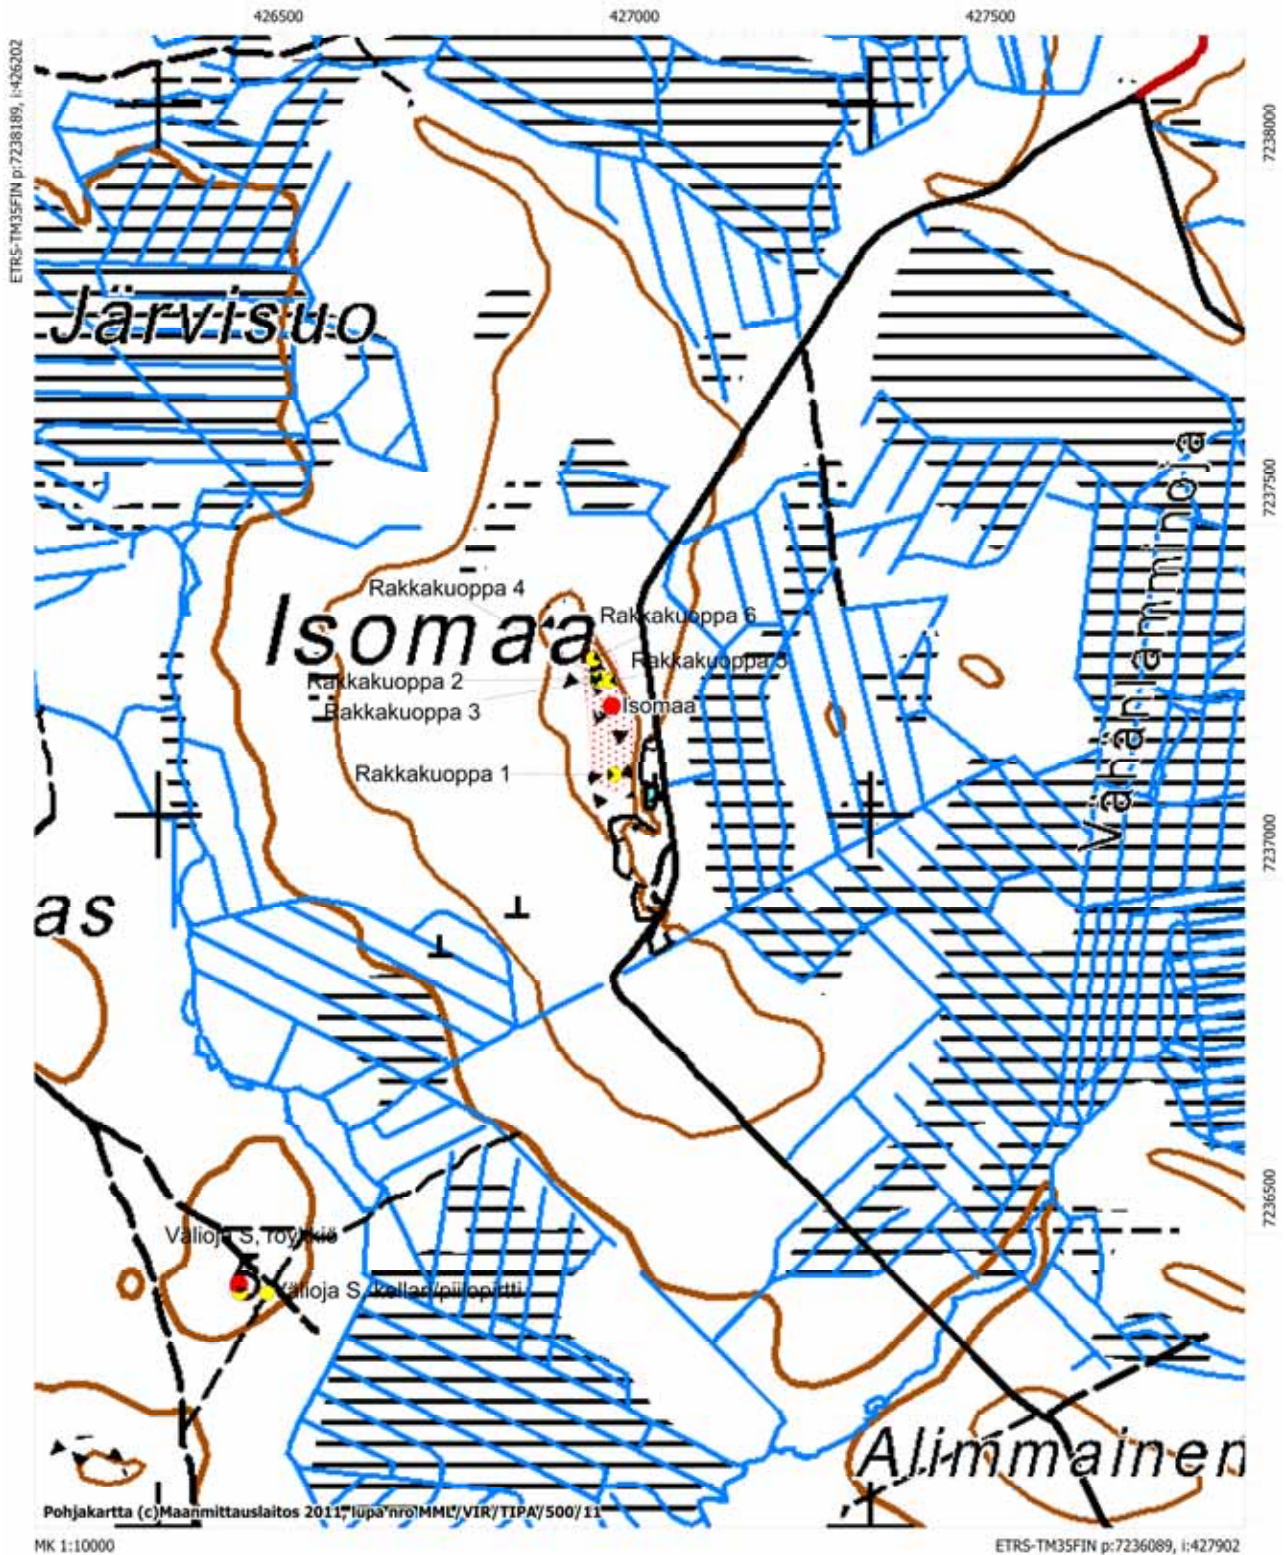 426500 427000 427500
ETRS-TM35FIN p:7238189, i:426202
7238000
Järvisuo
7237500
Vähänlamminoja
Rakkakuoppa 4
Isomaa
Rakkakuoppa 6
Rakkakuoppa 5
Rakkakuoppa 2
Rakkakuoppa 3
Isomaa
Rakkakuoppa 1
7237000
as
7236500
Välioja S, röykkiö
Välioja S, kellari/piilopirtti
Alimmainen
Pohjakartta (c)Maanmittauslaitos 2011, lupa nro MML/VIR/TIPA/500/11
MK 1:10000
ETRS-TM35FIN p:7236089, i:427902